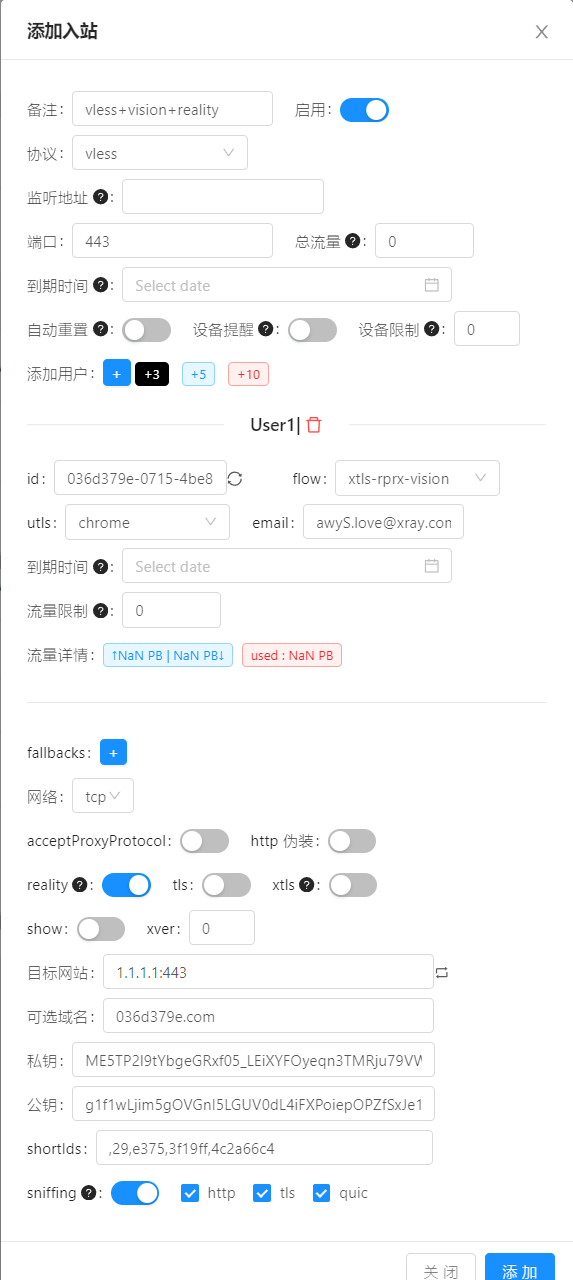 添加入站
备注: vless+vision+reality 启用:
协议: vless
监听地址 ? :
端口: 443 总流量 ? : 0
到期时间 ? : Select date
自动重置 ? : 设备提醒 ? : 设备限制 ? : 0
添加用户: + +3 +5 +10
User1|
id: 036d379e-0715-4be8 flow: xtls-rprx-vision
utls: chrome email: awyS.love@xray.com
到期时间 ? : Select date
流量限制 ? : 0
流量详情: ↑NaN PB | NaN PB↓ used : NaN PB
fallbacks: +
网络: tcp
acceptProxyProtocol: http 伪装:
reality ? : tls: xtls ? :
show: xver: 0
目标网站: 1.1.1.1:443
可选域名: 036d379e.com
私钥: ME5TP2I9tYbgeGRxf05_LEiXYFOyeqn3TMRju79VW
公钥: g1f1wLjim5gOVGnI5LGUV0dL4iFXPoiepOPZfSxJe1
shortIds: ,29,e375,3f19ff,4c2a66c4
sniffing ? : http tls quic
关 闭 添 加